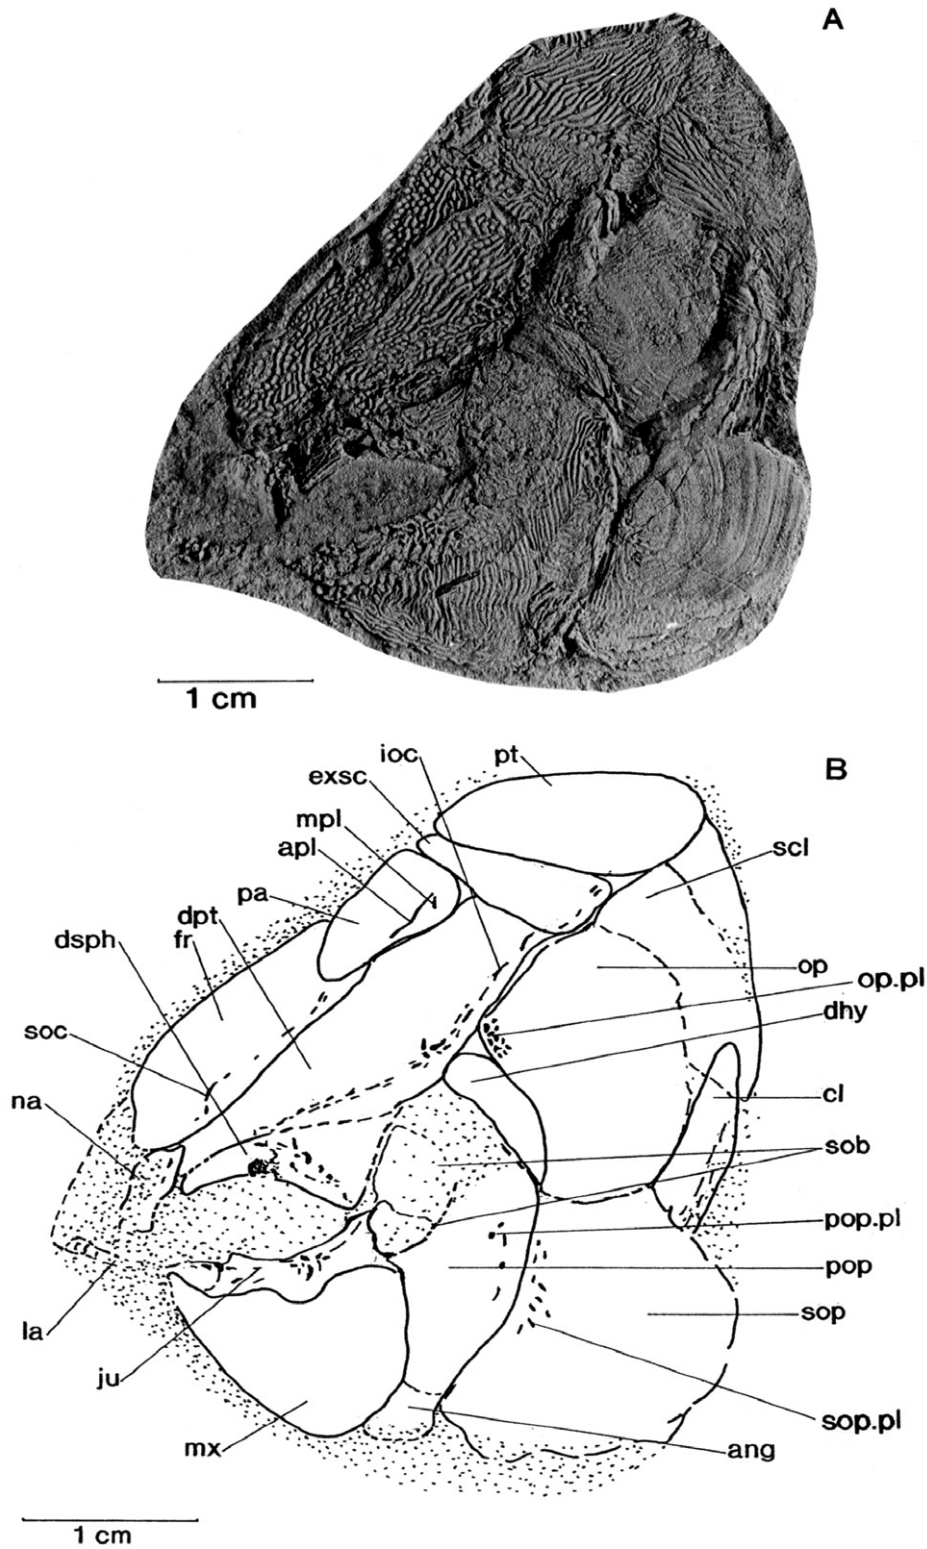 A
1 cm
B
ioc
pt
exsc
mpl
apl
scl
pa
dpt
fr
dsph
op
op.pl
dhy
soc
na
cl
sob
pop.pl
pop
sop
la
ju
sop.pl
mx
ang
1 cm